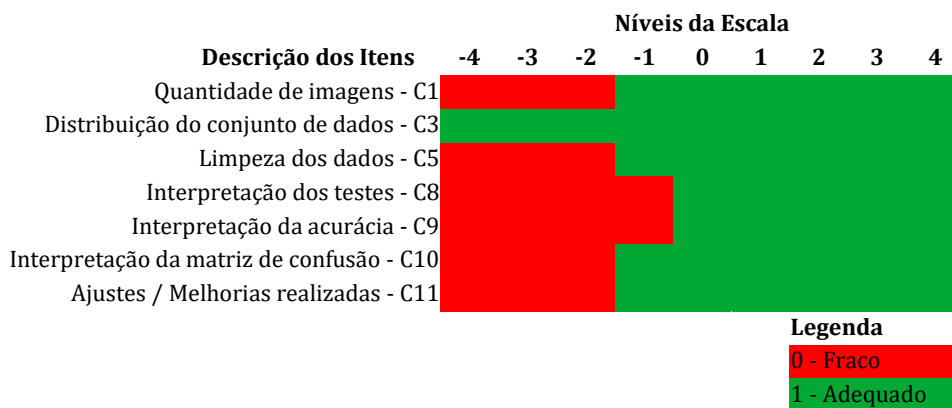 Níveis da Escala
Descrição dos Itens -4 -3 -2 -1 0 1 2 3 4
Quantidade de imagens - C1
Distribuição do conjunto de dados - C3
Limpeza dos dados - C5
Interpretação dos testes - C8
Interpretação da acurácia - C9
Interpretação da matriz de confusão - C10
Ajustes / Melhorias realizadas - C11
Legenda
0 - Fraco
1 - Adequado